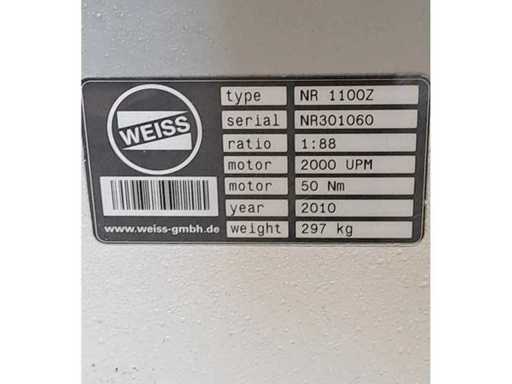 WEISS
www.weiss-gmbh.de
type NR 1100Z
serial NR301060
ratio 1:88
motor 2000 UPM
motor 50 Nm
year 2010
weight 297 kg